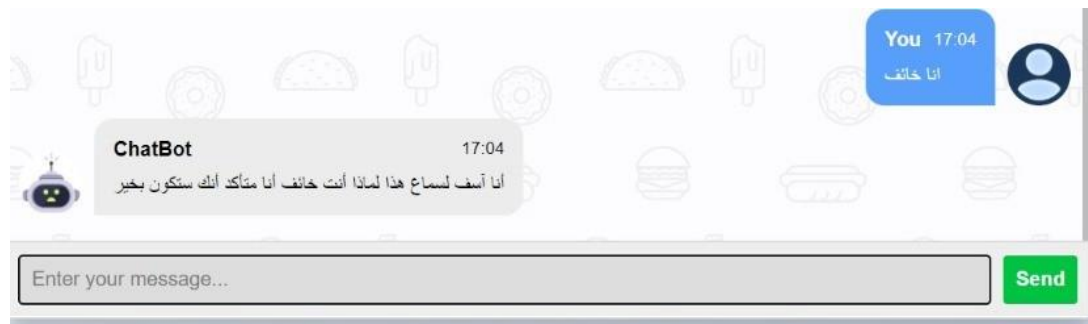 You 17:04
انا خائف
ChatBot 17:04
أنا آسف لسماع هذا لماذا أنت خائف أنا متأكد أنك ستكون بخير
Enter your message...
Send